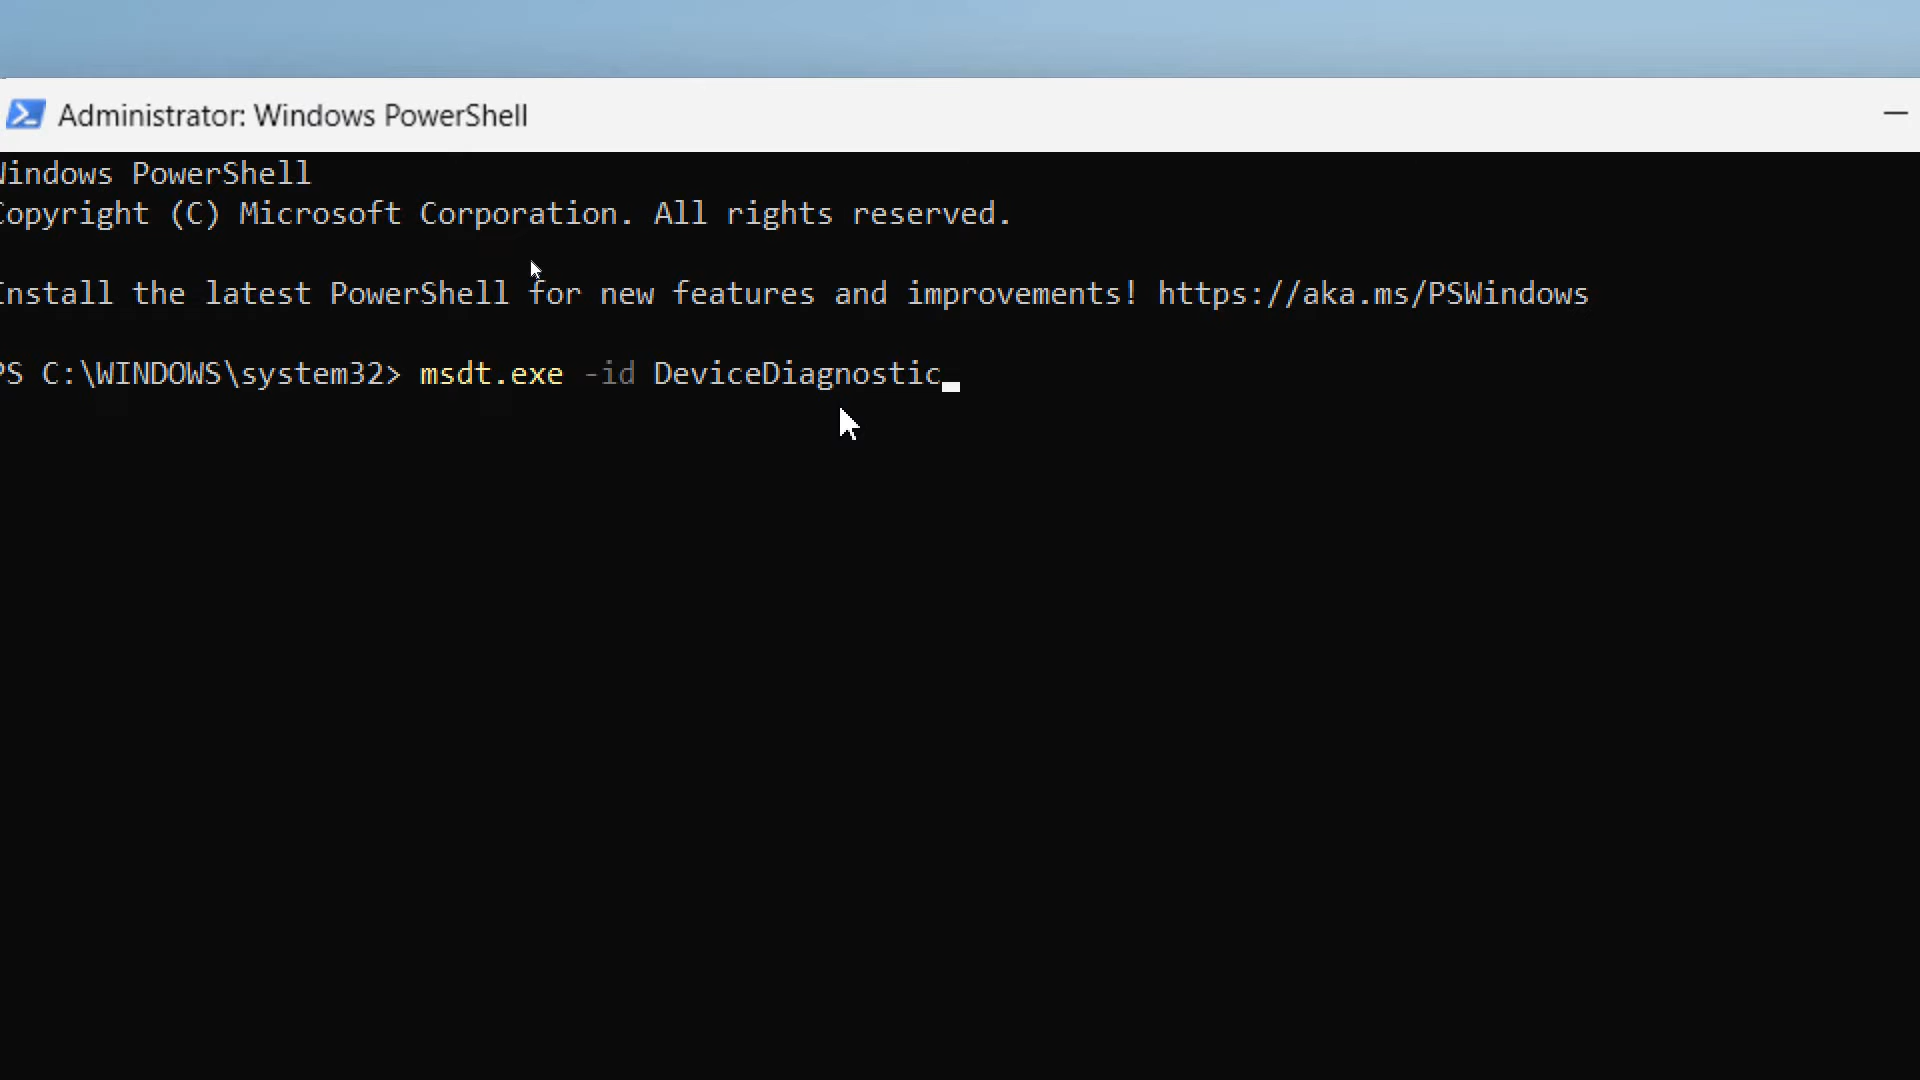 Administrator: Windows PowerShell
Windows PowerShell
Copyright (C) Microsoft Corporation. All rights reserved.
Install the latest PowerShell for new features and improvements! https://aka.ms/PSWindows
PS C:\WINDOWS\system32> msdt.exe -id DeviceDiagnostic